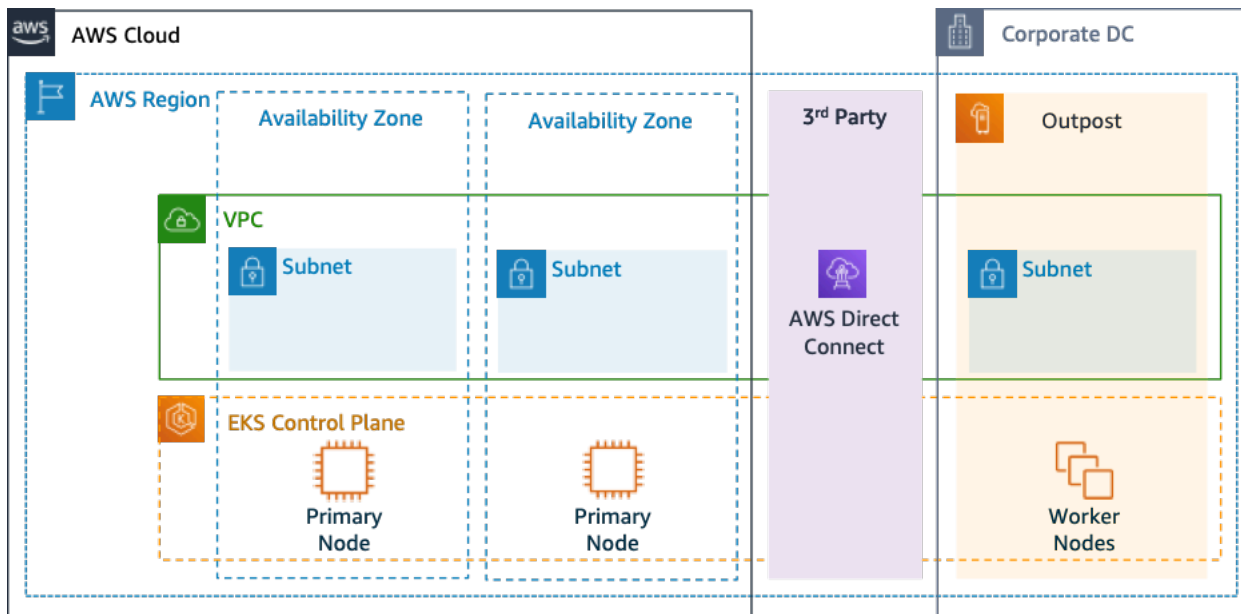 aws
AWS Cloud
Corporate DC
AWS Region
Availability Zone
Availability Zone
3rd Party
Outpost
VPC
Subnet
Subnet
Subnet
AWS Direct
Connect
EKS Control Plane
Primary
Node
Primary
Node
Worker
Nodes